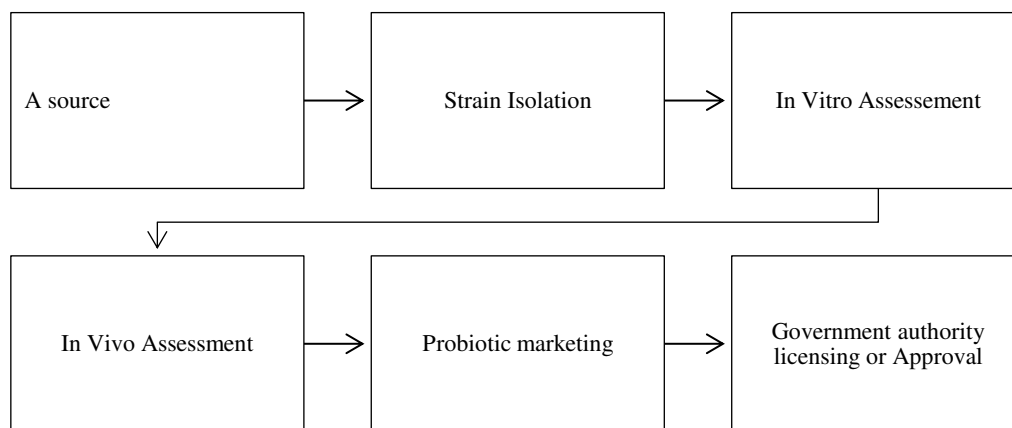 A source
Strain Isolation
In Vitro Assessement
In Vivo Assessment
Probiotic marketing
Government authority
licensing or Approval